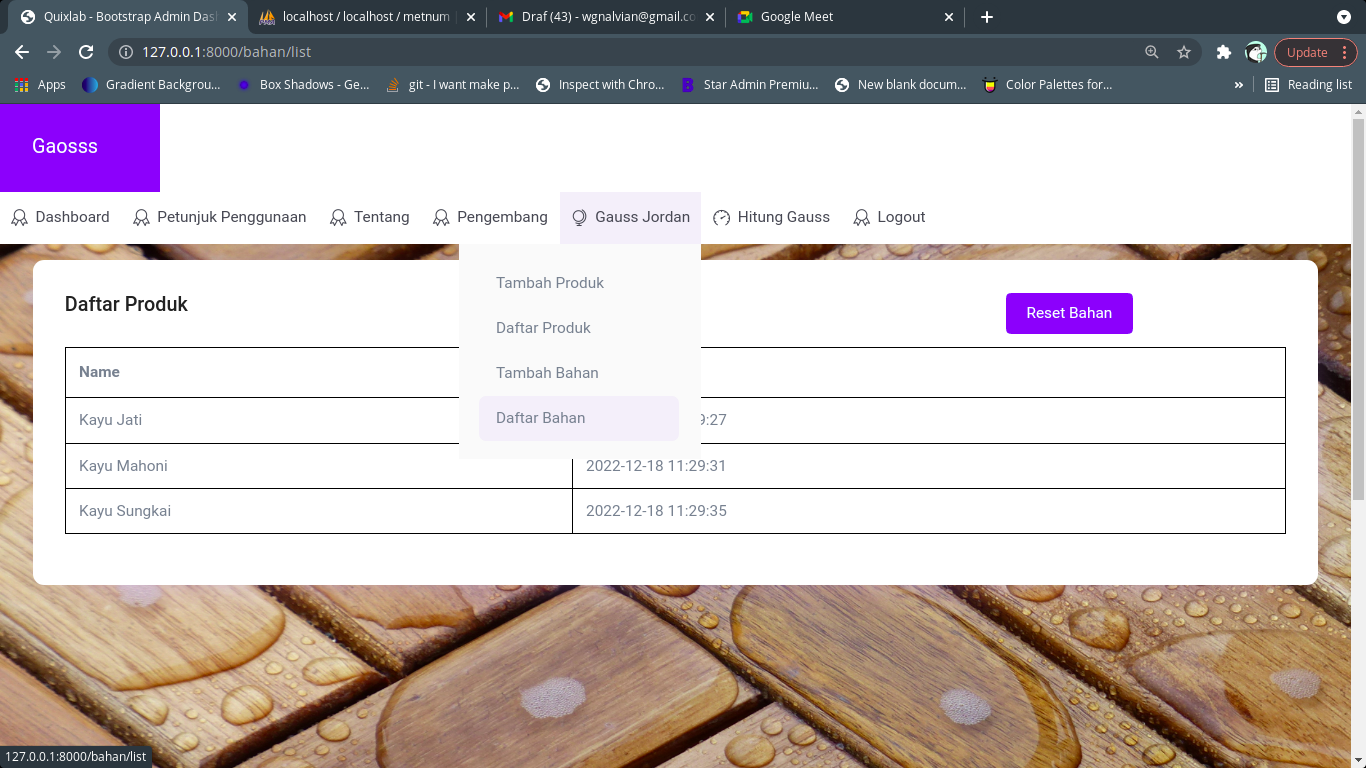 Quixlab - Bootstrap Admin Das
localhost / localhost / metnum
Draf (43) - wgnalvian@gmail.co
Google Meet
127.0.0.1:8000/bahan/list
Update
Apps
Gradient Backgrou...
Box Shadows - Ge...
git - I want make p...
Inspect with Chro...
Star Admin Premiu...
New blank docum...
Color Palettes for...
»
Reading list
Gaosss
Dashboard
Petunjuk Penggunaan
Tentang
Pengembang
Gauss Jordan
Hitung Gauss
Logout
Tambah Produk
Daftar Produk
Tambah Bahan
Daftar Bahan
Daftar Produk
Reset Bahan
Name
Kayu Jati
9:27
Kayu Mahoni
2022-12-18 11:29:31
Kayu Sungkai
2022-12-18 11:29:35
127.0.0.1:8000/bahan/list